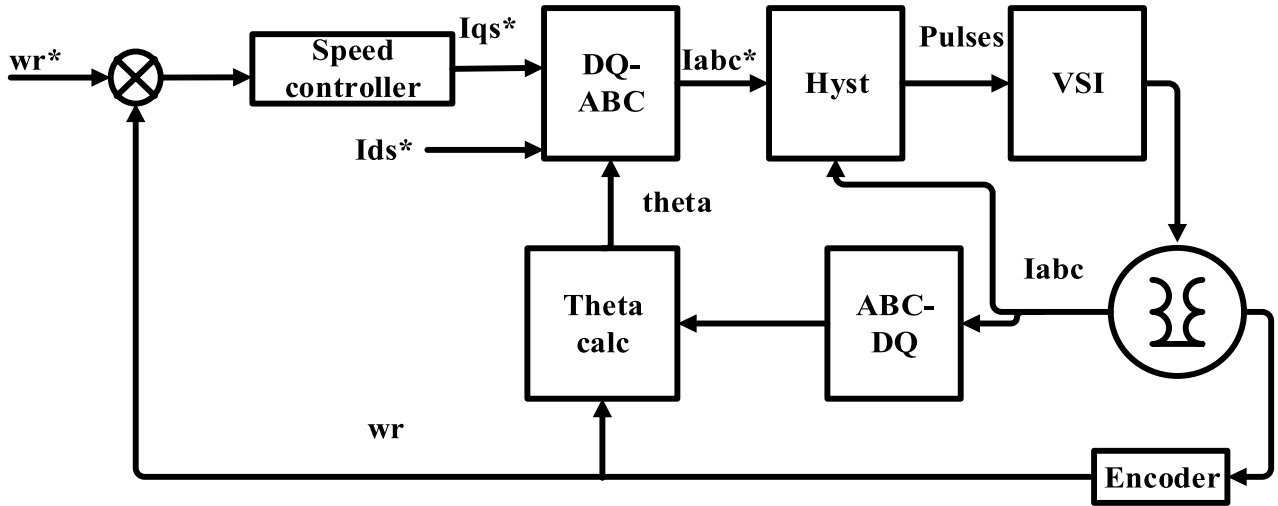 wr*
Speed
controller
Iqs*
Ids*
DQ-
ABC
Iabc*
Hyst
Pulses
VSI
theta
Theta
calc
ABC-
DQ
Iabc
wr
Encoder